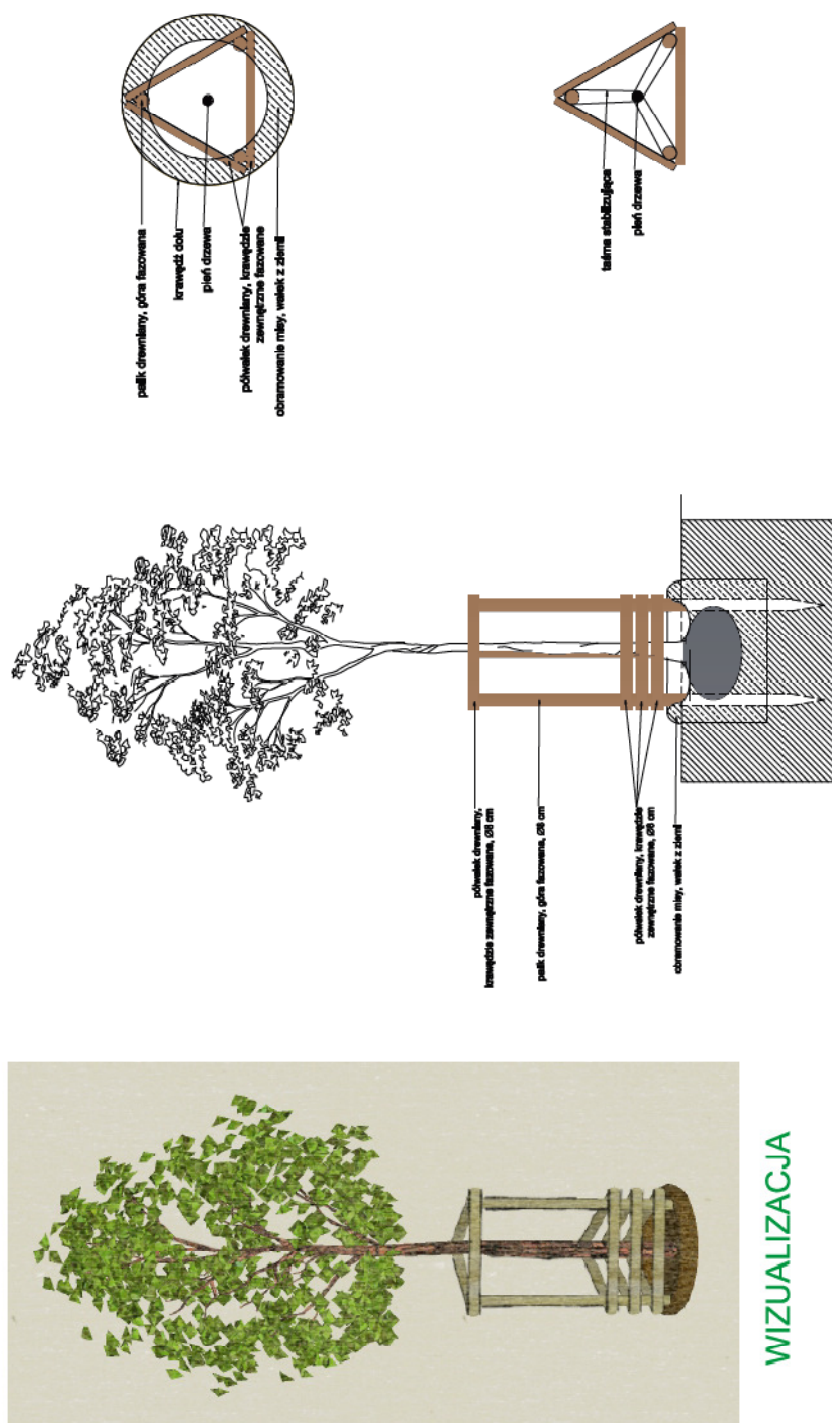 palik drewniany, góra fazowana
krawędź dołu
pień drzewa
półwałek drewniany, krawędzie
zewnętrzne fazowane
obramowanie misy, wałek z ziemi
taśma stabilizująca
pień drzewa
półwałek drewniany,
krawędzie zewnętrzne fazowane, Ø8 cm
palik drewniany, góra fazowana, Ø8 cm
półwałek drewniany, krawędzie
zewnętrzne fazowane, Ø8 cm
obramowanie misy, wałek z ziemi
WIZUALIZACJA